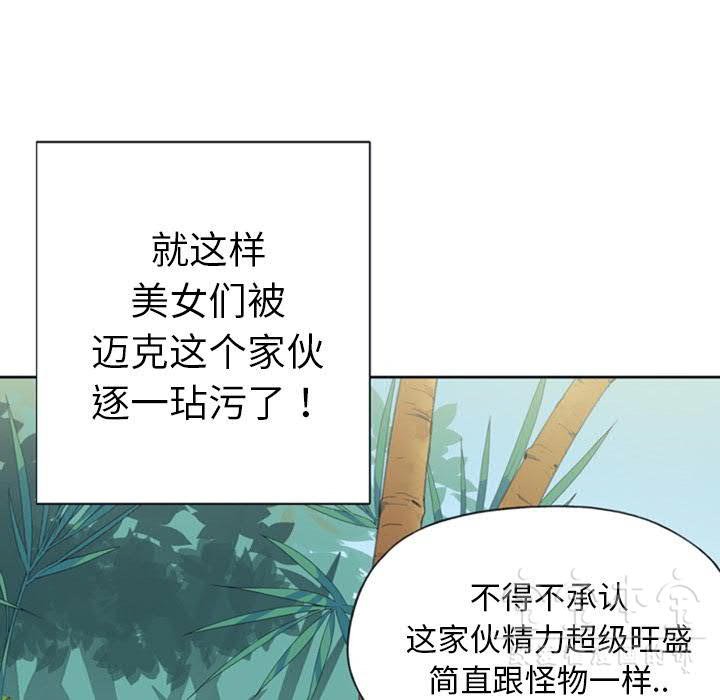 就这样
美女们被
迈克这个家伙
逐一玷污了！
不得不承认
这家伙精力超级旺盛
简直跟怪物一样..